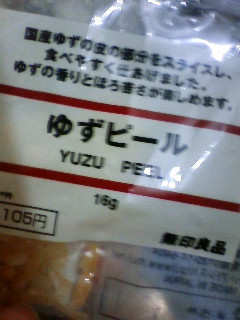 国産ゆずの皮の部分をスライスし、
食べやすく仕あげました。
ゆずの香りとほろ苦さが楽しめます。
ゆずピール
YUZU PEEL
16g
105円
無印良品